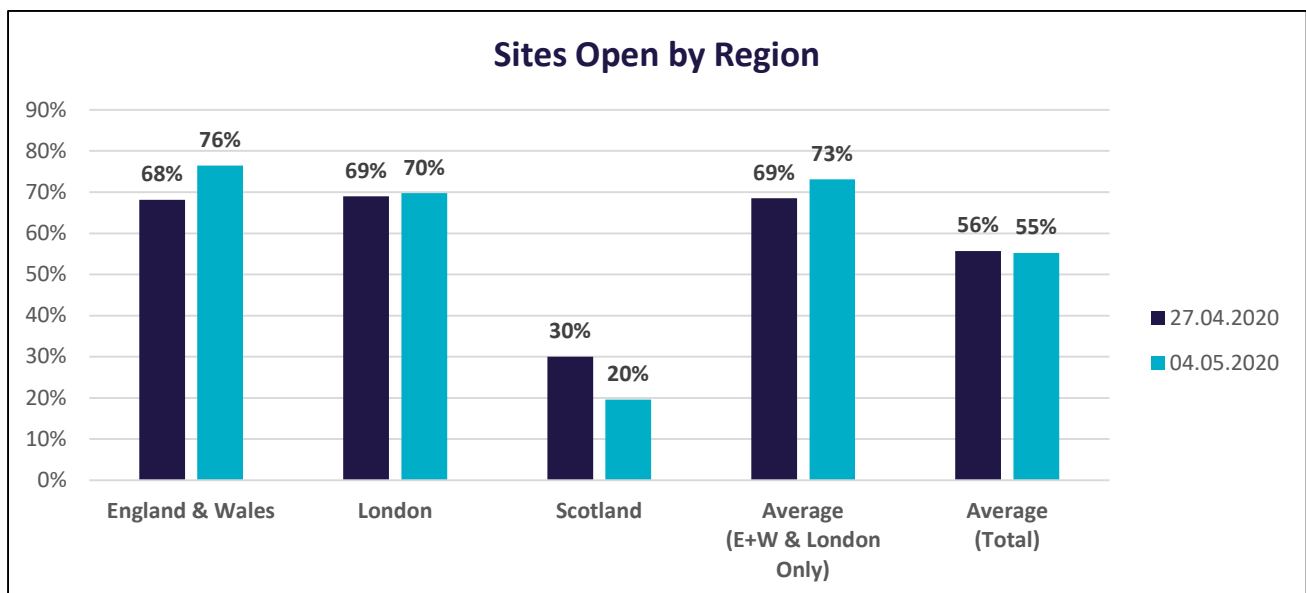 Sites Open by Region
90%
80%
70%
60%
50%
40%
30%
20%
10%
0%
68%
76%
69%
70%
30%
20%
69%
73%
56%
55%
England & Wales
London
Scotland
Average
(E+W & London
Only)
Average
(Total)
27.04.2020
04.05.2020